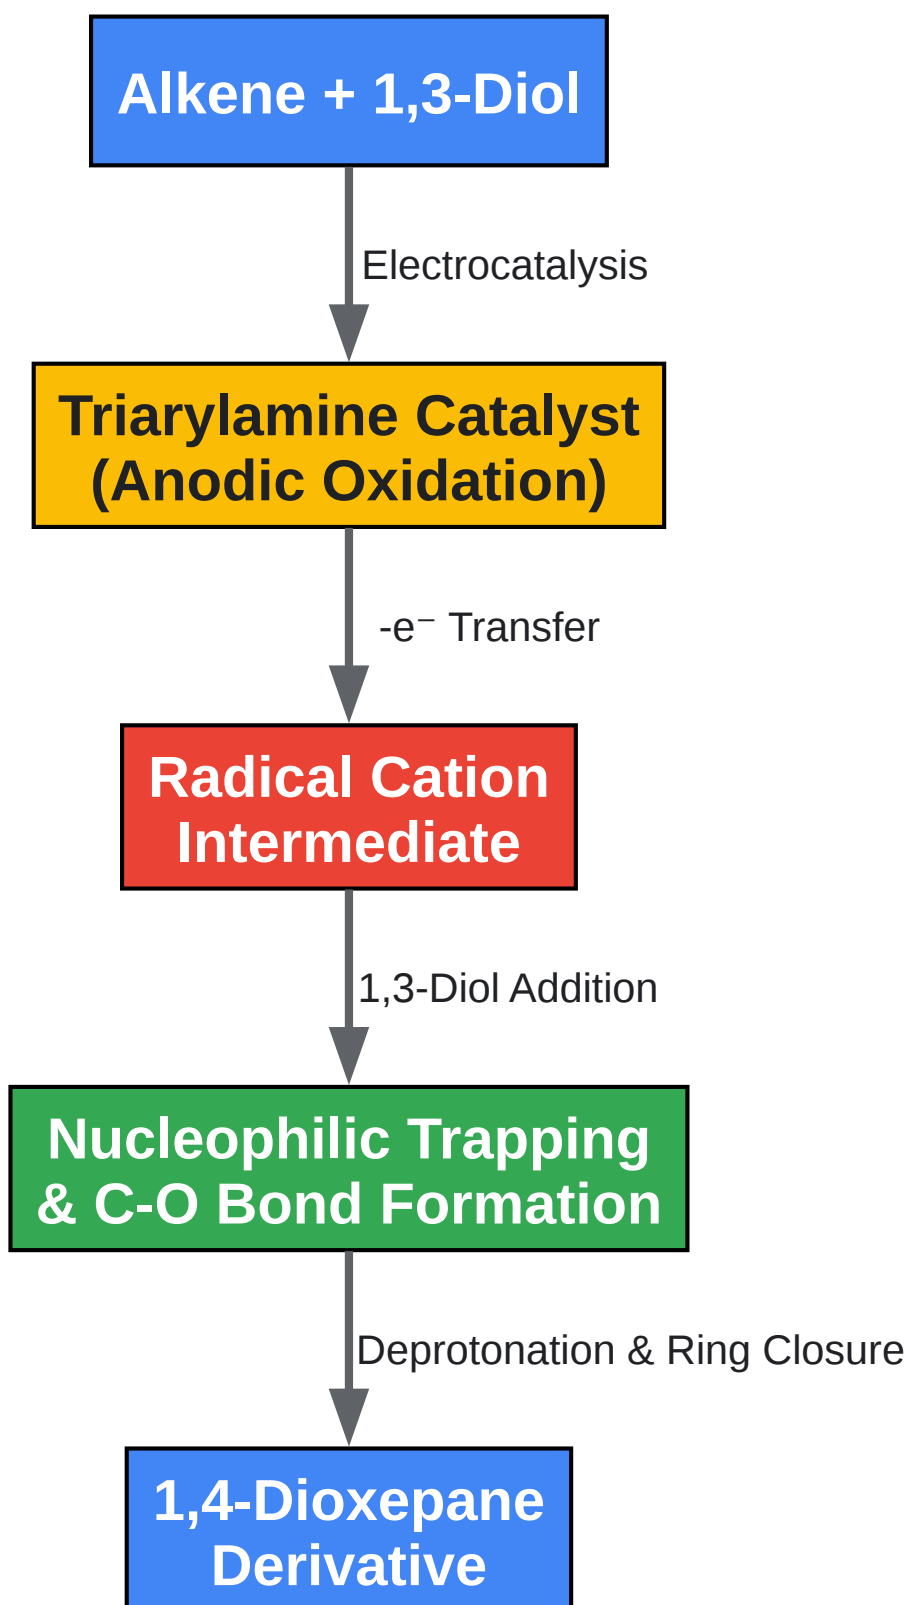 Alkene + 1,3-Diol
Electrocatalysis
Triarylamine Catalyst
(Anodic Oxidation)
-e⁻ Transfer
Radical Cation
Intermediate
1,3-Diol Addition
Nucleophilic Trapping
& C-O Bond Formation
Deprotonation & Ring Closure
1,4-Dioxepane
Derivative